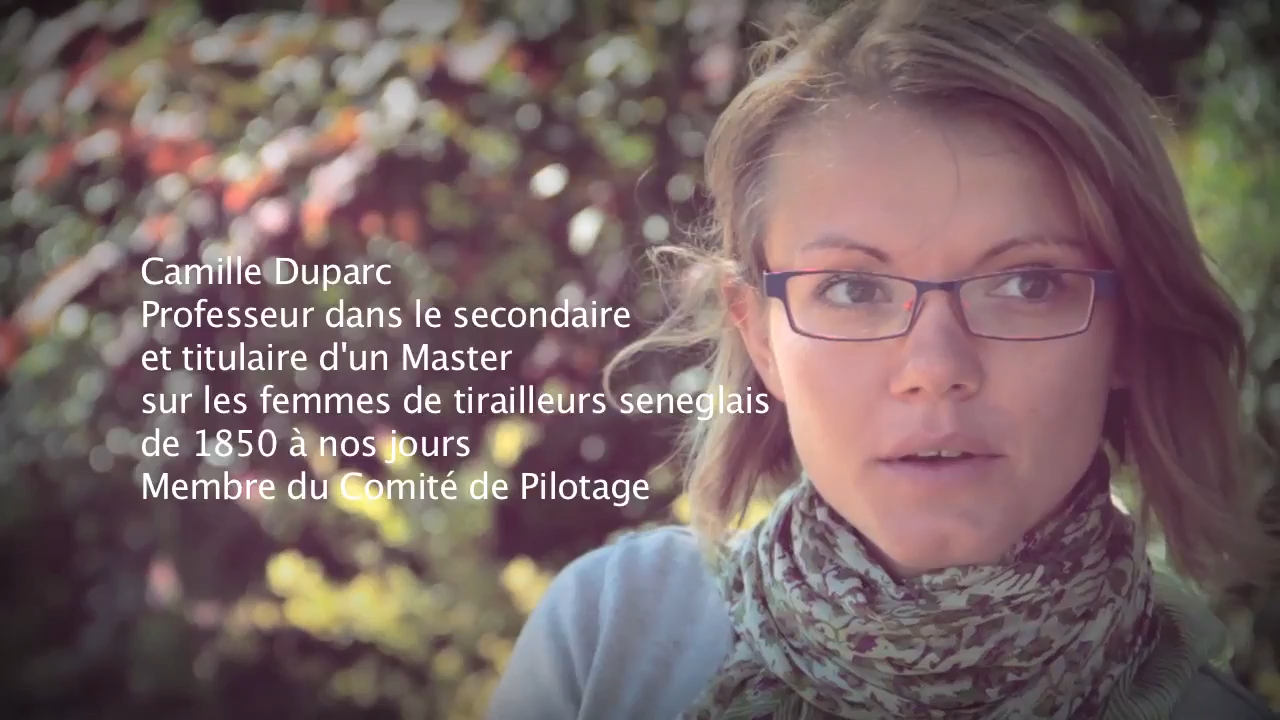 Camille Duparc
Professeur dans le secondaire
et titulaire d'un Master
sur les femmes de tirailleurs seneglais
de 1850 à nos jours
Membre du Comité de Pilotage